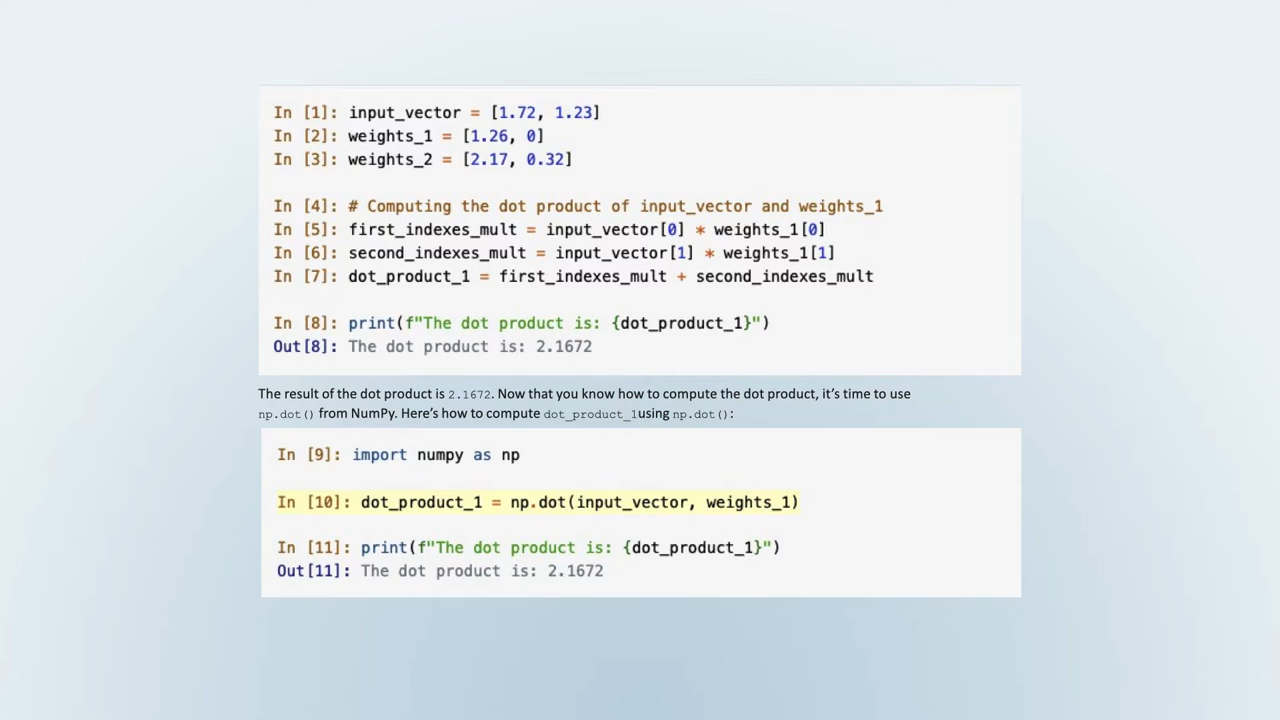 In [1]: input_vector = [1.72, 1.23]
In [2]: weights_1 = [1.26, 0]
In [3]: weights_2 = [2.17, 0.32]
In [4]: # Computing the dot product of input_vector and weights_1
In [5]: first_indexes_mult = input_vector[0] * weights_1[0]
In [6]: second_indexes_mult = input_vector[1] * weights_1[1]
In [7]: dot_product_1 = first_indexes_mult + second_indexes_mult
In [8]: print(f"The dot product is: {dot_product_1}")
Out[8]: The dot product is: 2.1672
The result of the dot product is 2.1672. Now that you know how to compute the dot product, it's time to use
np.dot() from NumPy. Here's how to compute dot_product_1using np.dot():
In [9]: import numpy as np
In [10]: dot_product_1 = np.dot(input_vector, weights_1)
In [11]: print(f"The dot product is: {dot_product_1}")
Out[11]: The dot product is: 2.1672